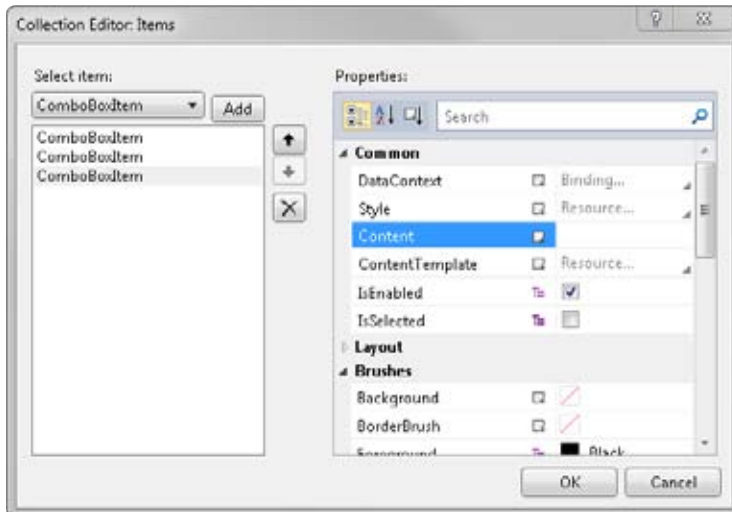 Collection Editor: Items
Select item:
ComboBoxItem
Add
ComboBoxItem
ComboBoxItem
ComboBoxItem
Properties:
Search
Common
DataContext Binding...
Style Resource...
Content
ContentTemplate Resource...
IsEnabled
IsSelected
Layout
Brushes
Background
BorderBrush
Foreground Black
OK Cancel